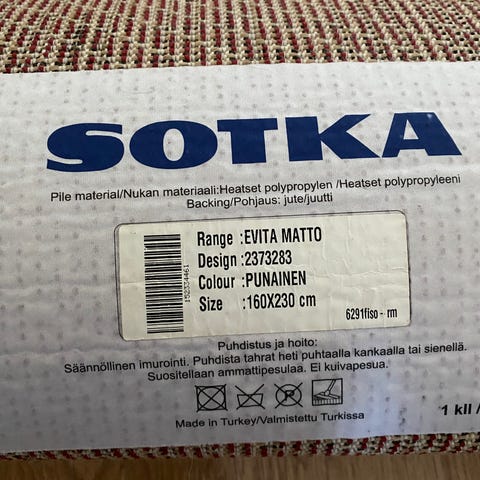 SOTKA
Pile material/Nukan materiaali:Heatset polypropylen /Heatset polypropyleeni
Backing/Pohjaus: jute/juutti
Range :EVITA MATTO
Design :2373283
Colour :PUNAINEN
Size :160X230 cm
6291fiso - rm
152334461
Puhdistus ja hoito:
Säännöllinen imurointi. Puhdista tahrat heti puhtaalla kankaalla tai sienellä.
Suositellaan ammattipesulaa. Ei kuivapesua.
P
Made in Turkey/Valmistettu Turkissa
1 kll /